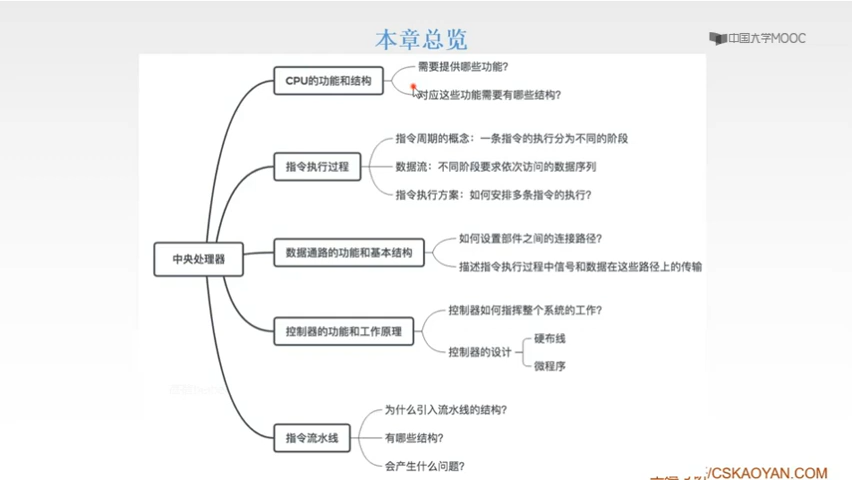 本章总览
中国大学MOOC
CPU的功能和结构
需要提供哪些功能?
对应这些功能需要有哪些结构?
指令执行过程
指令周期的概念：一条指令的执行分为不同的阶段
数据流：不同阶段要求依次访问的数据序列
指令执行方案：如何安排多条指令的执行?
中央处理器
数据通路的功能和基本结构
如何设置部件之间的连接路径?
描述指令执行过程中信号和数据在这些路径上的传输
控制器的功能和工作原理
控制器如何指挥整个系统的工作?
控制器的设计
硬布线
微程序
指令流水线
为什么引入流水线的结构?
有哪些结构?
会产生什么问题?
/CSKAOYAN.COM